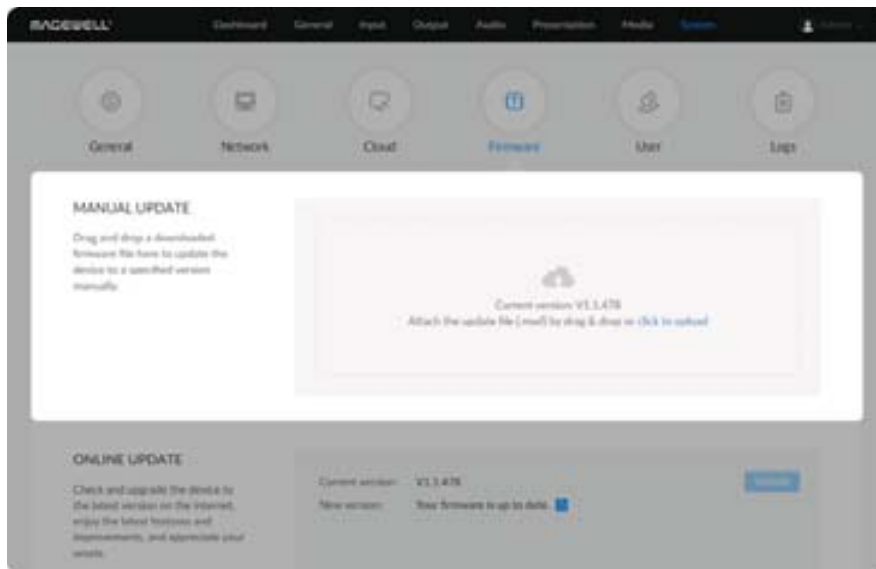 MAGEWELL
Dashboard General Input Output Audio Presentation Media System
Admin
General Network Cloud Firmware User Logs
MANUAL UPDATE
Drag and drop a downloaded
firmware file here to update the
device to a specified version
manually.
Current version: V1.1.478
Attach the update file (.mwf) by drag & drop or click to upload
ONLINE UPDATE
Check and upgrade the device to
the latest version on the internet,
enjoy the latest features and
improvements, and appreciate your
Current version: V1.1.478
New version: Your firmware is up to date.